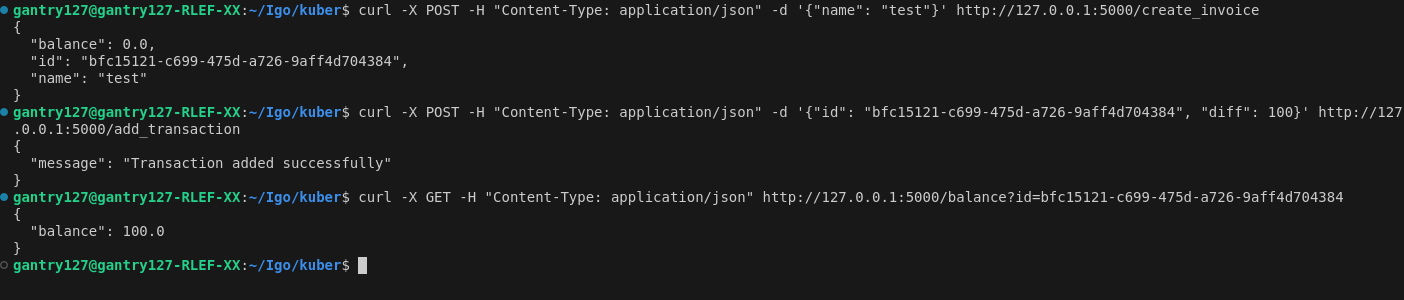 gantry127@gantry127-RLEF-XX:~/Igo/kuber$ curl -X POST -H "Content-Type: application/json" -d '{"name": "test"}' http://127.0.0.1:5000/create_invoice
{
  "balance": 0.0,
  "id": "bfc15121-c699-475d-a726-9aff4d704384",
  "name": "test"
}
gantry127@gantry127-RLEF-XX:~/Igo/kuber$ curl -X POST -H "Content-Type: application/json" -d '{"id": "bfc15121-c699-475d-a726-9aff4d704384", "diff": 100}' http://127
.0.0.1:5000/add_transaction
{
  "message": "Transaction added successfully"
}
gantry127@gantry127-RLEF-XX:~/Igo/kuber$ curl -X GET -H "Content-Type: application/json" http://127.0.0.1:5000/balance?id=bfc15121-c699-475d-a726-9aff4d704384
{
  "balance": 100.0
}
gantry127@gantry127-RLEF-XX:~/Igo/kuber$